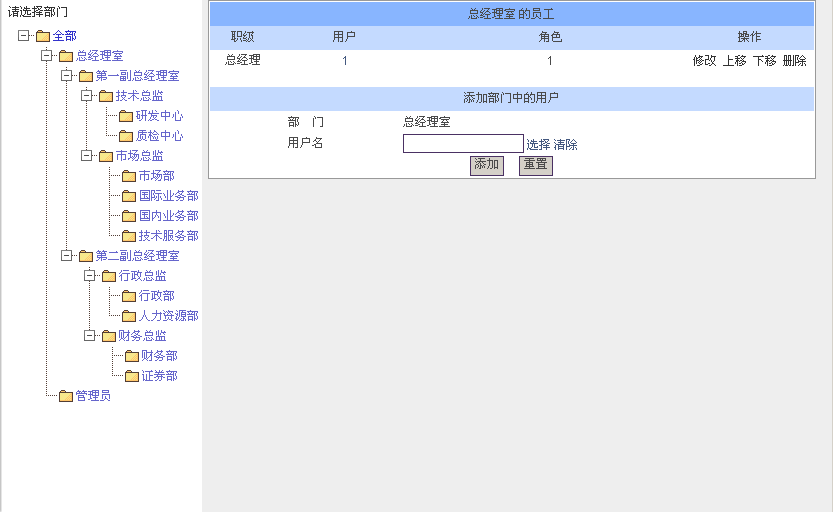 请选择部门
全部
总经理室
第一副总经理室
技术总监
研发中心
质检中心
市场总监
市场部
国际业务部
国内业务部
技术服务部
第二副总经理室
行政总监
行政部
人力资源部
财务总监
财务部
证券部
管理员
总经理室 的员工
职级 用户 角色 操作
总经理 1 1 修改 上移 下移 删除
添加部门中的用户
部 门 总经理室
用户名 选择 清除
添加 重置